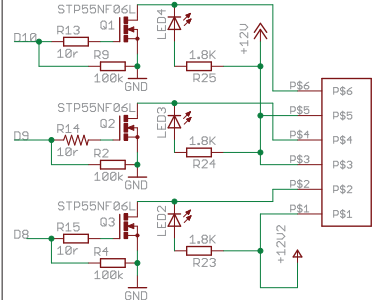 STP55NF06L
LED4
+12V
D10
R13
Q1
10r
R9
1.8K
100k
R25
GND
P$6
P$6
STP55NF06L
LED3
P$5
P$5
D9
R14
Q2
1.8K
P$4
P$4
10r
R2
R24
P$3
P$3
100k
GND
P$2
P$2
STP55NF06L
LED2
P$1
P$1
D8
R15
Q3
1.8K
+12V2
10r
R4
R23
100k
GND